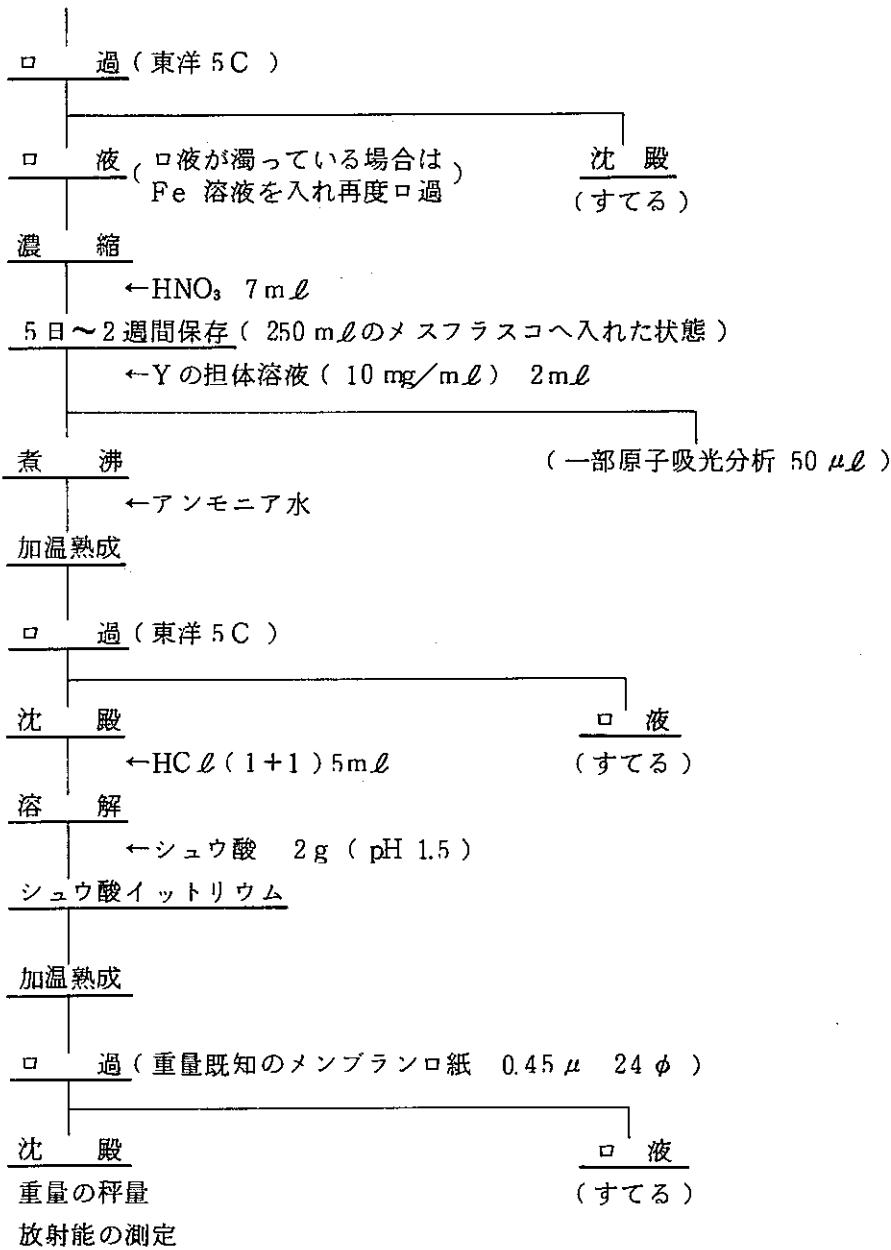 ロ　過（東洋 5C ）
ロ　液（ロ液が濁っている場合は
Fe 溶液を入れ再度ロ過）
沈　殿
（すてる）
濃　縮
←HNO₃ 7mℓ
5日～2週間保存（ 250 mℓのメスフラスコへ入れた状態）
←Yの担体溶液（ 10 mg/mℓ） 2mℓ
（一部原子吸光分析 50 μℓ）
煮　沸
←アンモニア水
加温熟成
ロ　過（東洋 5C ）
沈　殿
ロ　液
（すてる）
←HCℓ（1+1）5mℓ
溶　解
←シュウ酸　2g（ pH 1.5 ）
シュウ酸イットリウム
加温熟成
ロ　過（重量既知のメンブランロ紙　0.45μ　24φ）
沈　殿
重量の秤量
放射能の測定
ロ　液
（すてる）